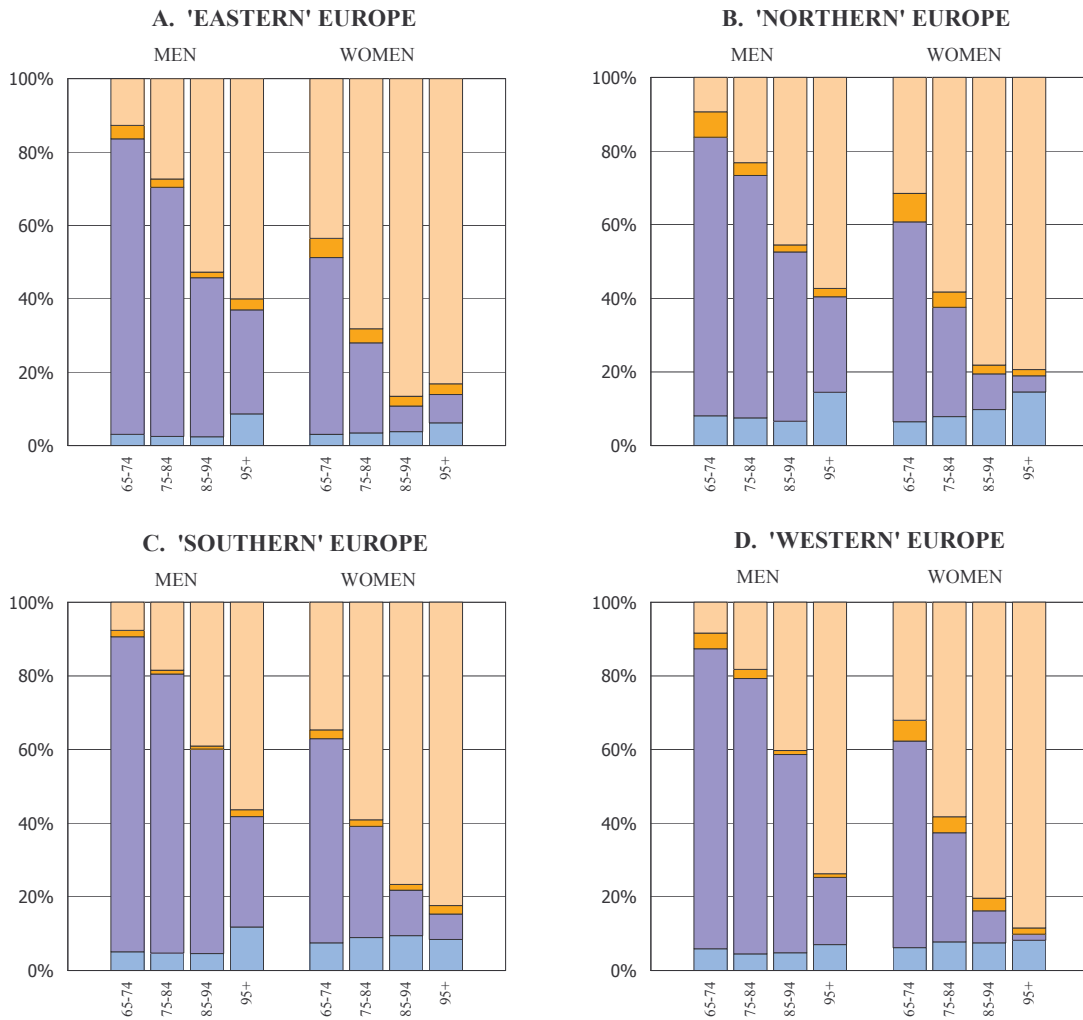 A. 'EASTERN' EUROPE
MEN WOMEN
100%
80%
60%
40%
20%
0%
65-74 75-84 85-94 95+ 65-74 75-84 85-94 95+
B. 'NORTHERN' EUROPE
MEN WOMEN
100%
80%
60%
40%
20%
0%
65-74 75-84 85-94 95+ 65-74 75-84 85-94 95+
C. 'SOUTHERN' EUROPE
MEN WOMEN
100%
80%
60%
40%
20%
0%
65-74 75-84 85-94 95+ 65-74 75-84 85-94 95+
D. 'WESTERN' EUROPE
MEN WOMEN
100%
80%
60%
40%
20%
0%
65-74 75-84 85-94 95+ 65-74 75-84 85-94 95+